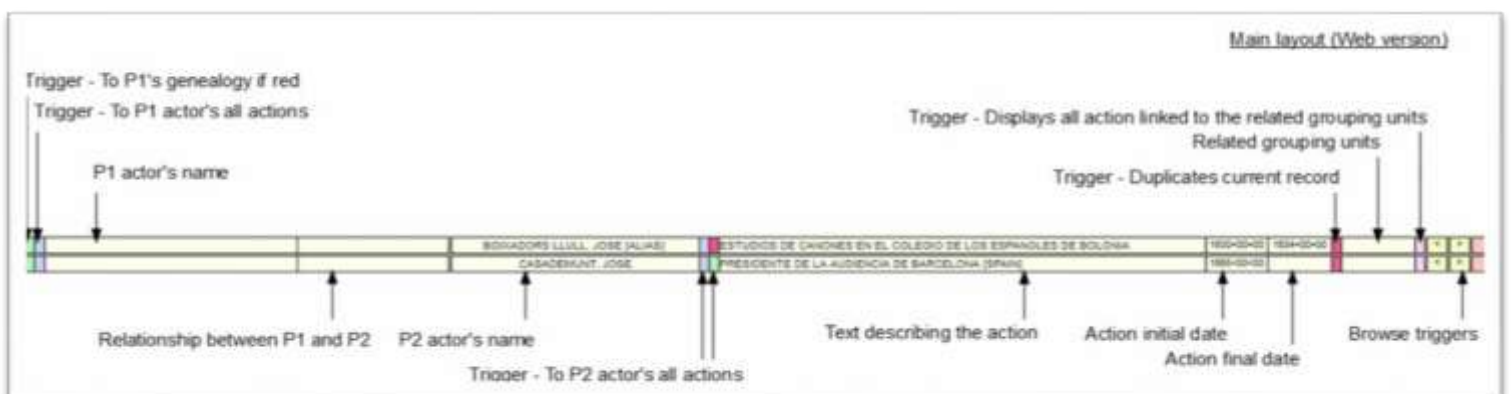 Main layout (Web version)
Trigger - To P1's genealogy if red
Trigger - To P1 actor's all actions
Trigger - Displays all action linked to the related grouping units
Related grouping units
P1 actor's name
Trigger - Duplicates current record
BOIXADORS LLULL, JOSE [ALIAS] ESTUDIOS DE CANONES EN EL COLEGIO DE LOS ESPANOLES DE BOLONIA
CASADEMUNT, JOSE PRESIDENTE DE LA AUDIENCIA DE BARCELONA [SPAIN]
Relationship between P1 and P2 P2 actor's name Text describing the action Action initial date Browse triggers
Action final date
Trigger - To P2 actor's all actions